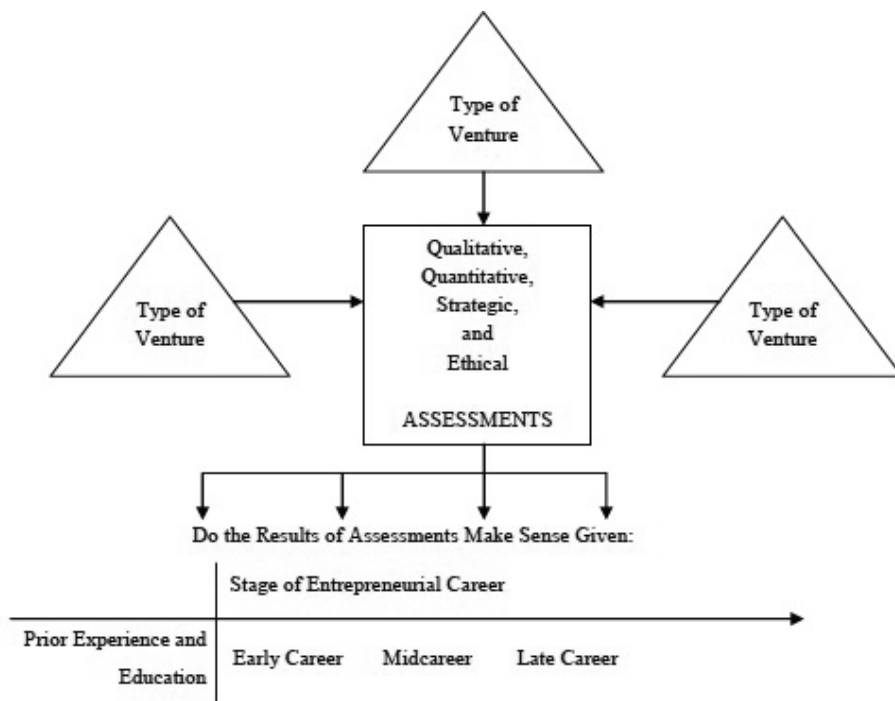 Type of
Venture
Type of
Venture
Type of
Venture
Qualitative,
Quantitative,
Strategic,
and
Ethical
ASSESSMENTS
Do the Results of Assessments Make Sense Given:
Stage of Entrepreneurial Career
Prior Experience and
Education
Early Career Midcareer Late Career